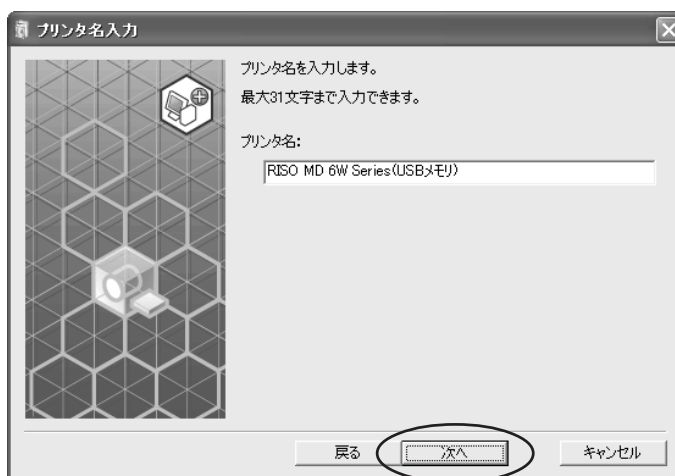 プリンタ名入力
プリンタ名を入力します。
最大31文字まで入力できます。
プリンタ名:
RISO MD 6W Series(USBメモリ)
戻る
次へ
キャンセル